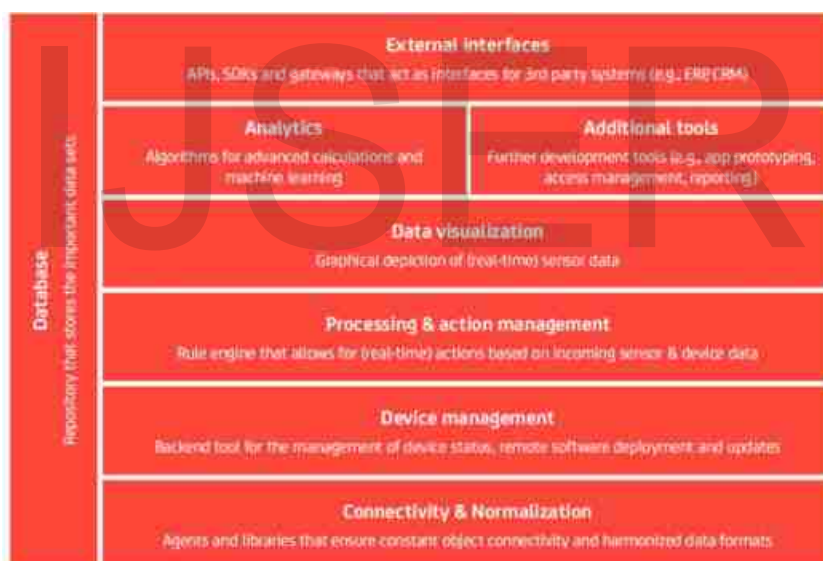 IJSER
External interfaces
APIs, SDKs and gateways that act as interfaces for 3rd party systems (e.g., ERP, CRM)
Analytics
Algorithms for advanced calculations and
machine learning
Additional tools
Further development tools (e.g., app prototyping,
access management, reporting)
Data visualization
Graphical depiction of (real-time) sensor data
Processing & action management
Rule engine that allows for (real-time) actions based on incoming sensor & device data
Device management
Backend tool for the management of device status, remote software deployment and updates
Connectivity & Normalization
Agents and libraries that ensure constant object connectivity and harmonized data formats
Database
Repository that stores the important data sets